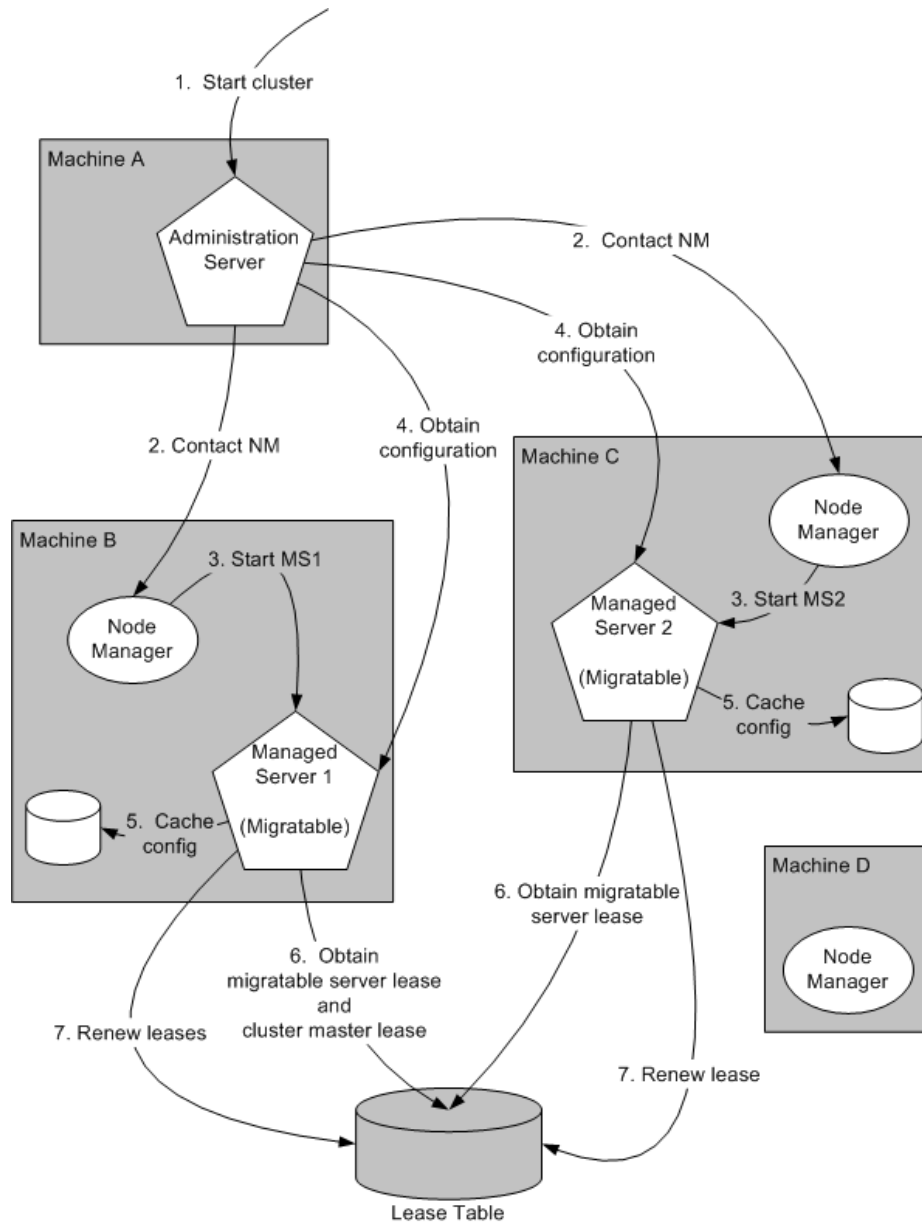 1. Start cluster
Machine A
Administration
Server
2. Contact NM
4. Obtain
configuration
4. Obtain
configuration
2. Contact NM
Machine C
Node
Manager
3. Start MS2
Managed
Server 2
(Migratable)
5. Cache
config
Machine B
3. Start MS1
Node
Manager
Managed
Server 1
(Migratable)
5. Cache
config
Machine D
Node
Manager
6. Obtain migratable
server lease
6. Obtain
migratable server lease
and
cluster master lease
7. Renew leases
7. Renew lease
Lease Table